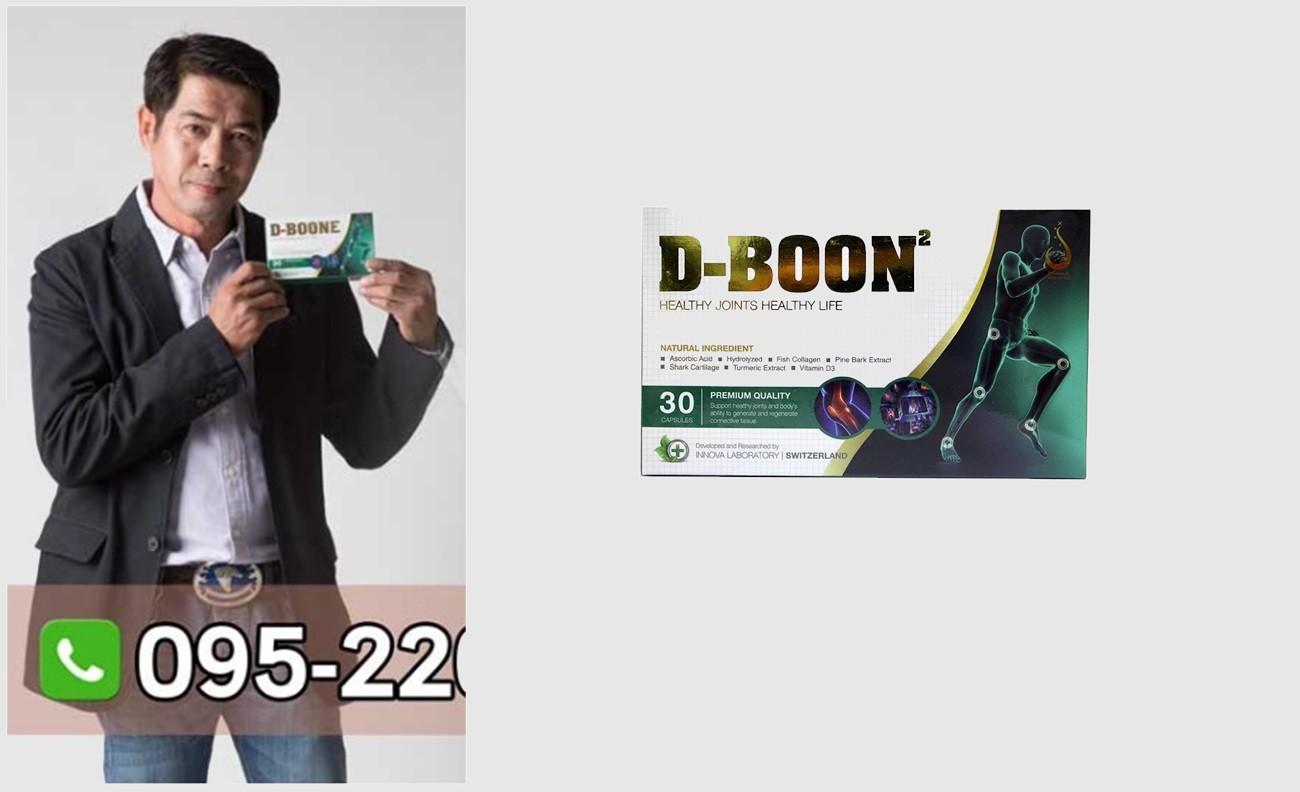 D-BOONE
095-220
D-BOON²
HEALTHY JOINTS HEALTHY LIFE
NATURAL INGREDIENT
■ Ascorbic Acid ■ Hydrolyzed ■ Fish Collagen ■ Pine Bark Extract
■ Shark Cartilage ■ Turmeric Extract ■ Vitamin D3
30
CAPSULES
PREMIUM QUALITY
Support healthy joints and body's
ability to generate and regenerate
connective tissue.
Developed and Researched by
INNOVA LABORATORY | SWITZERLAND